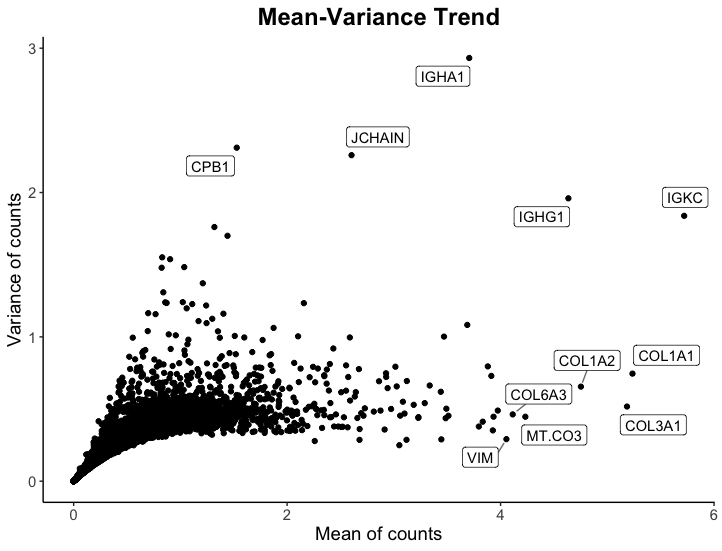 Mean-Variance Trend
3
IGHA1
JCHAIN
CPB1
2
IGKC
IGHG1
Variance of counts
1
COL1A1
COL1A2
COL6A3
COL3A1
MT.CO3
VIM
0
0
2
4
6
Mean of counts